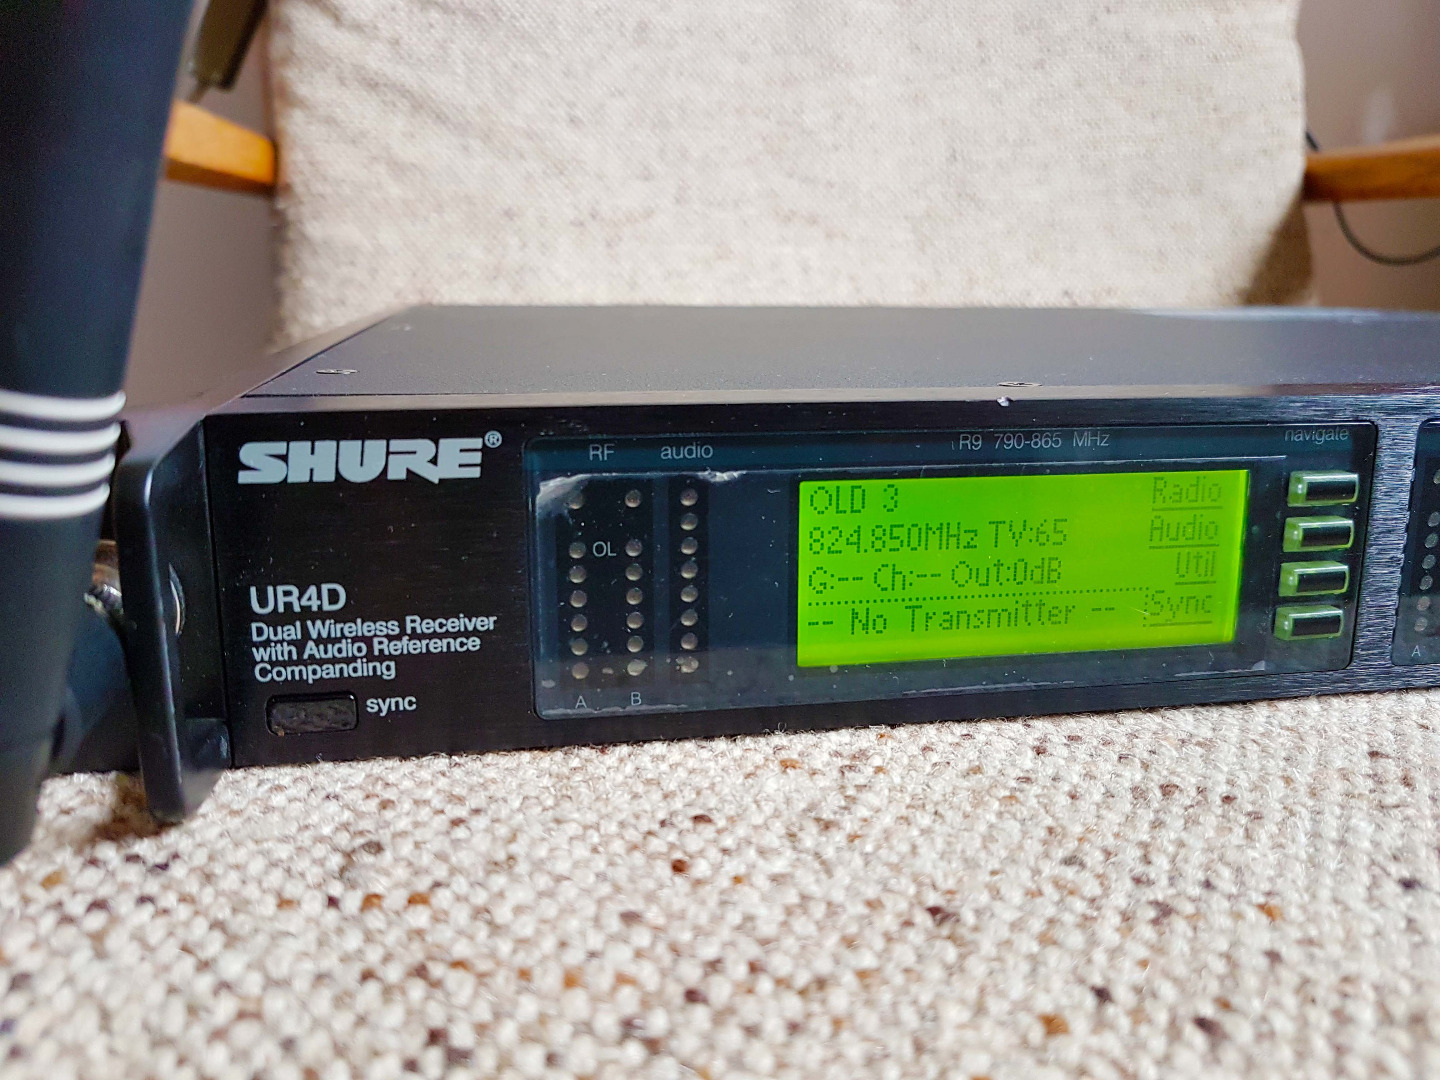 SHURE®
UR4D
Dual Wireless Receiver
with Audio Reference
Companding
sync
RF audio
OL
A B
R9 790-865 MHz
navigate
OLD 3 Radio
824.850MHz TV:65 Audio
G:-- Ch:-- Out:0dB Util
-- No Transmitter -- Sync
A